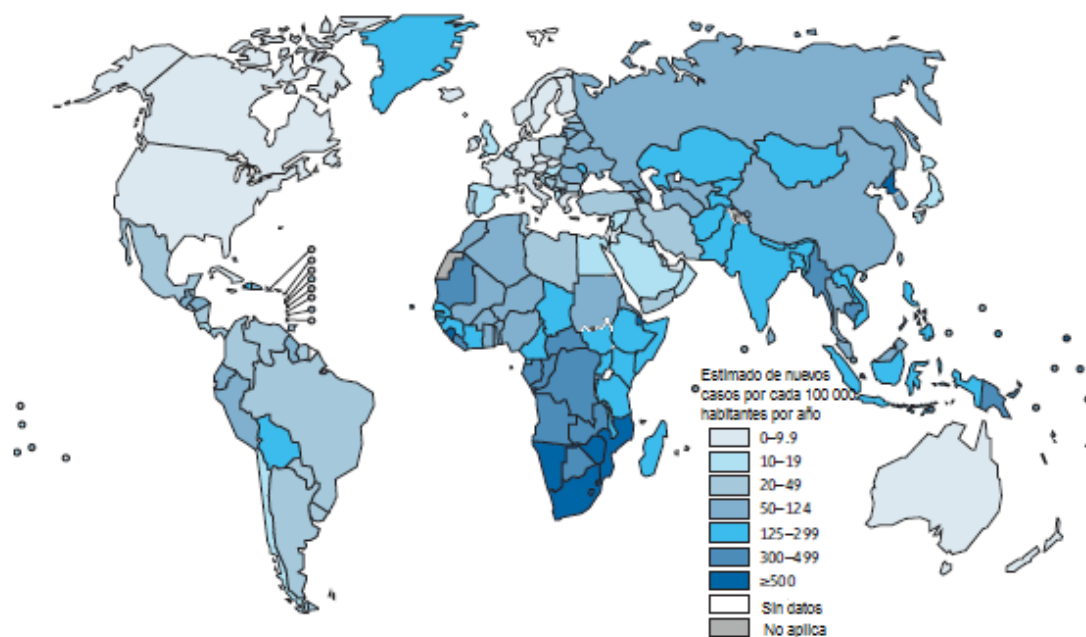 Estimado de nuevos
casos por cada 100 000
habitantes por año
0–9.9
10–19
20–49
50–124
125–299
300–499
≥500
Sin datos
No aplica